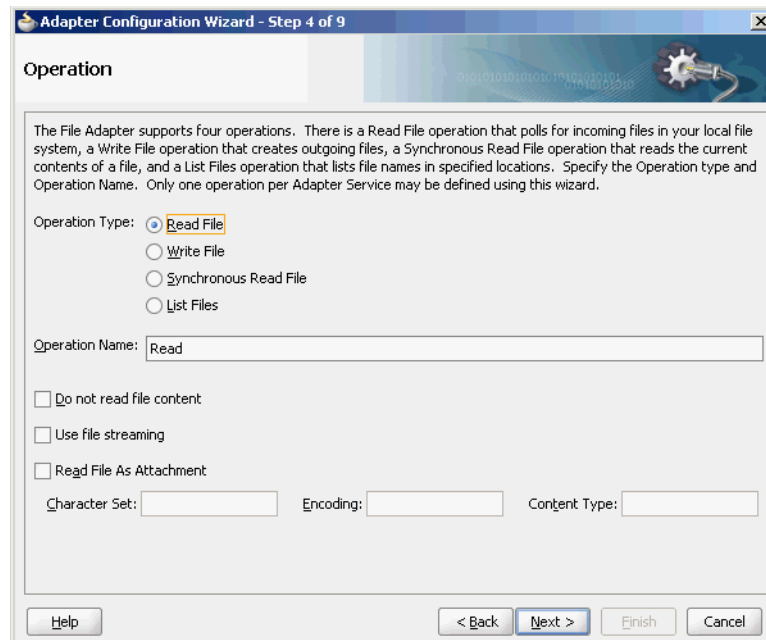 Adapter Configuration Wizard - Step 4 of 9
Operation
The File Adapter supports four operations. There is a Read File operation that polls for incoming files in your local file
system, a Write File operation that creates outgoing files, a Synchronous Read File operation that reads the current
contents of a file, and a List Files operation that lists file names in specified locations. Specify the Operation type and
Operation Name. Only one operation per Adapter Service may be defined using this wizard.
Operation Type: Read File
Write File
Synchronous Read File
List Files
Operation Name: Read
Do not read file content
Use file streaming
Read File As Attachment
Character Set: Encoding: Content Type:
Help < Back Next > Finish Cancel